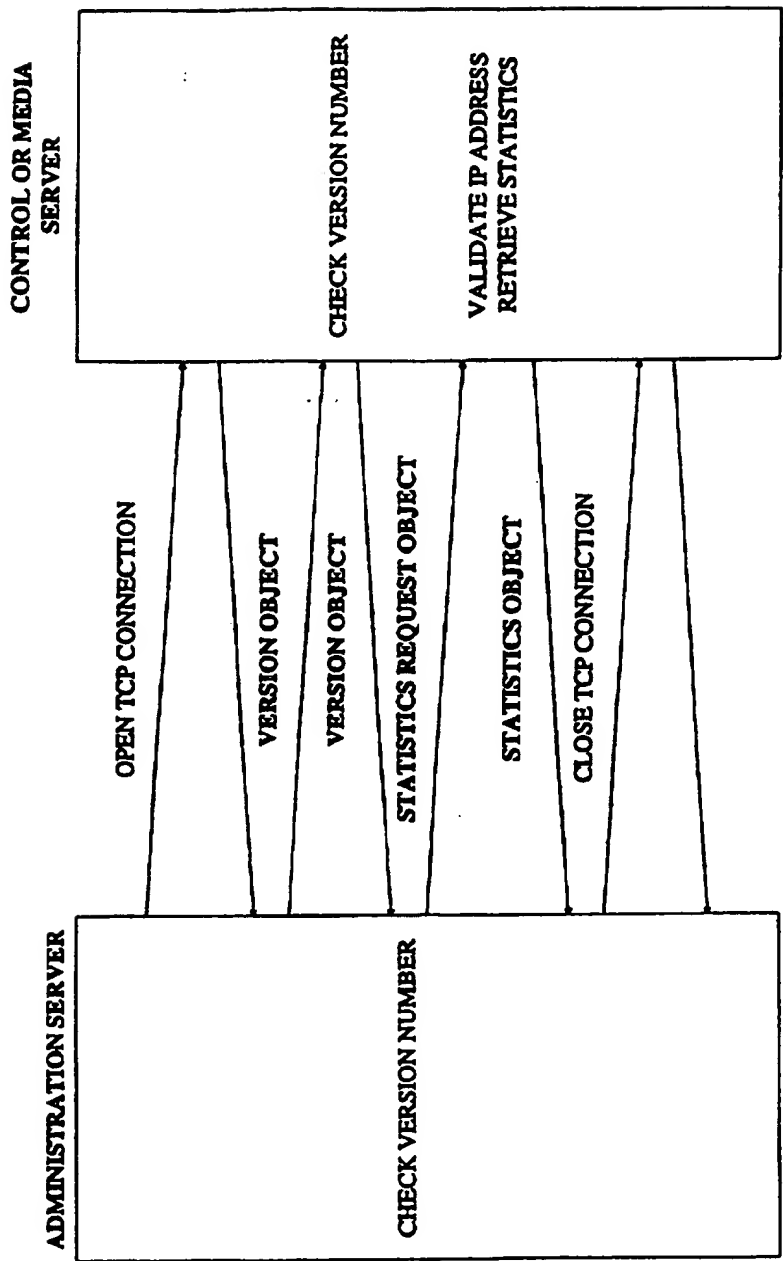 ADMINISTRATION SERVER
CHECK VERSION NUMBER
OPEN TCP CONNECTION
VERSION OBJECT
VERSION OBJECT
STATISTICS REQUEST OBJECT
STATISTICS OBJECT
CLOSE TCP CONNECTION
CONTROL OR MEDIA
SERVER
CHECK VERSION NUMBER
VALIDATE IP ADDRESS
RETRIEVE STATISTICS